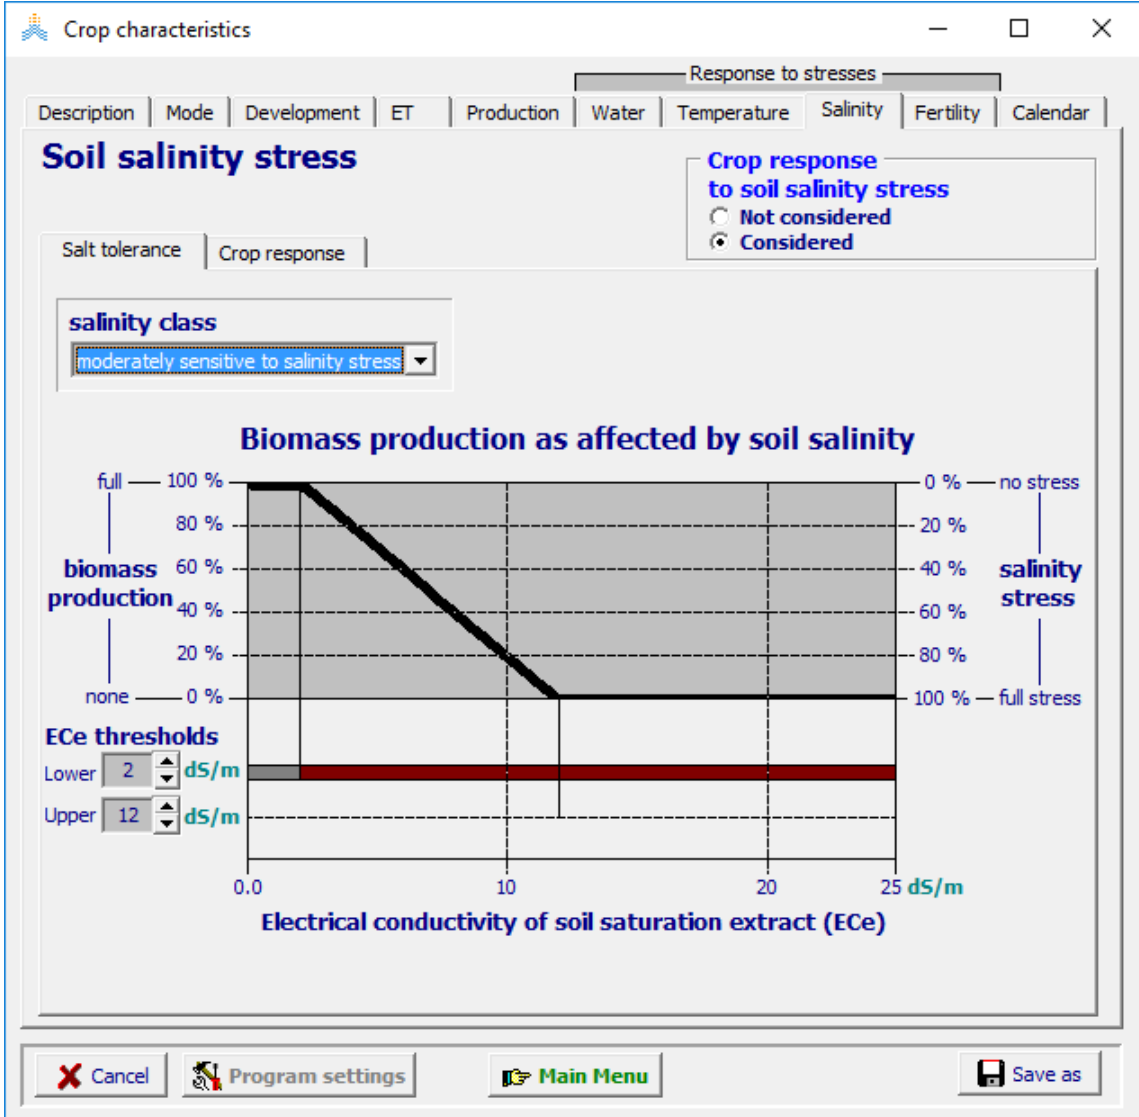 Crop characteristics
Response to stresses
Description Mode Development ET Production Water Temperature Salinity Fertility Calendar
Soil salinity stress
Crop response
to soil salinity stress
Not considered
Considered
Salt tolerance Crop response
salinity class
moderately sensitive to salinity stress
Biomass production as affected by soil salinity
full 100 % 0 % no stress
80 % 20 %
biomass 60 % 40 % salinity
production 40 % 60 % stress
20 % 80 %
none 0 % 100 % full stress
ECe thresholds
Lower 2 dS/m
Upper 12 dS/m
0.0 10 20 25 dS/m
Electrical conductivity of soil saturation extract (ECe)
Cancel Program settings Main Menu Save as